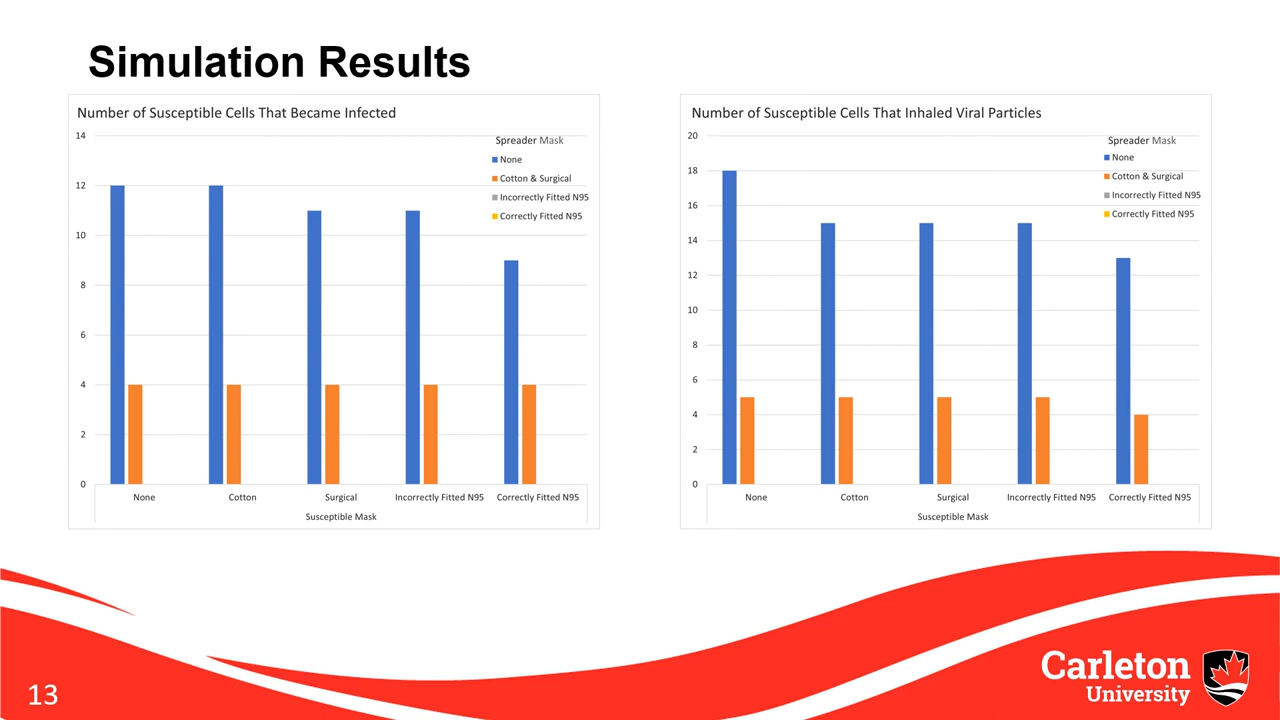 Simulation Results
Number of Susceptible Cells That Became Infected
14
12
10
8
6
4
2
0
Spreader Mask
None
Cotton & Surgical
Incorrectly Fitted N95
Correctly Fitted N95
None Cotton Surgical Incorrectly Fitted N95 Correctly Fitted N95
Susceptible Mask
Number of Susceptible Cells That Inhaled Viral Particles
20
18
16
14
12
10
8
6
4
2
0
Spreader Mask
None
Cotton & Surgical
Incorrectly Fitted N95
Correctly Fitted N95
None Cotton Surgical Incorrectly Fitted N95 Correctly Fitted N95
Susceptible Mask
13
Carleton
University